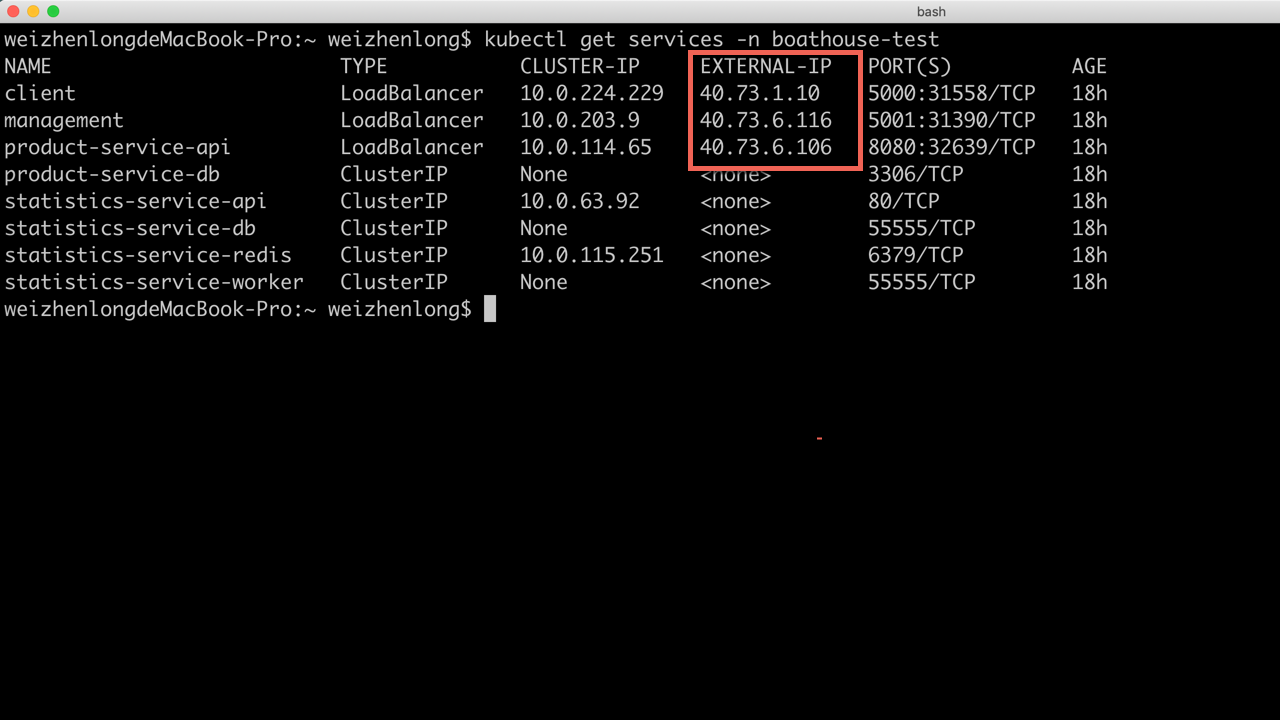 bash
weizhenlongdeMacBook-Pro:~ weizhenlong$ kubectl get services -n boathouse-test
NAME TYPE CLUSTER-IP EXTERNAL-IP PORT(S) AGE
client LoadBalancer 10.0.224.229 40.73.1.10 5000:31558/TCP 18h
management LoadBalancer 10.0.203.9 40.73.6.116 5001:31390/TCP 18h
product-service-api LoadBalancer 10.0.114.65 40.73.6.106 8080:32639/TCP 18h
product-service-db ClusterIP None <none> 3306/TCP 18h
statistics-service-api ClusterIP 10.0.63.92 <none> 80/TCP 18h
statistics-service-db ClusterIP None <none> 55555/TCP 18h
statistics-service-redis ClusterIP 10.0.115.251 <none> 6379/TCP 18h
statistics-service-worker ClusterIP None <none> 55555/TCP 18h
weizhenlongdeMacBook-Pro:~ weizhenlong$